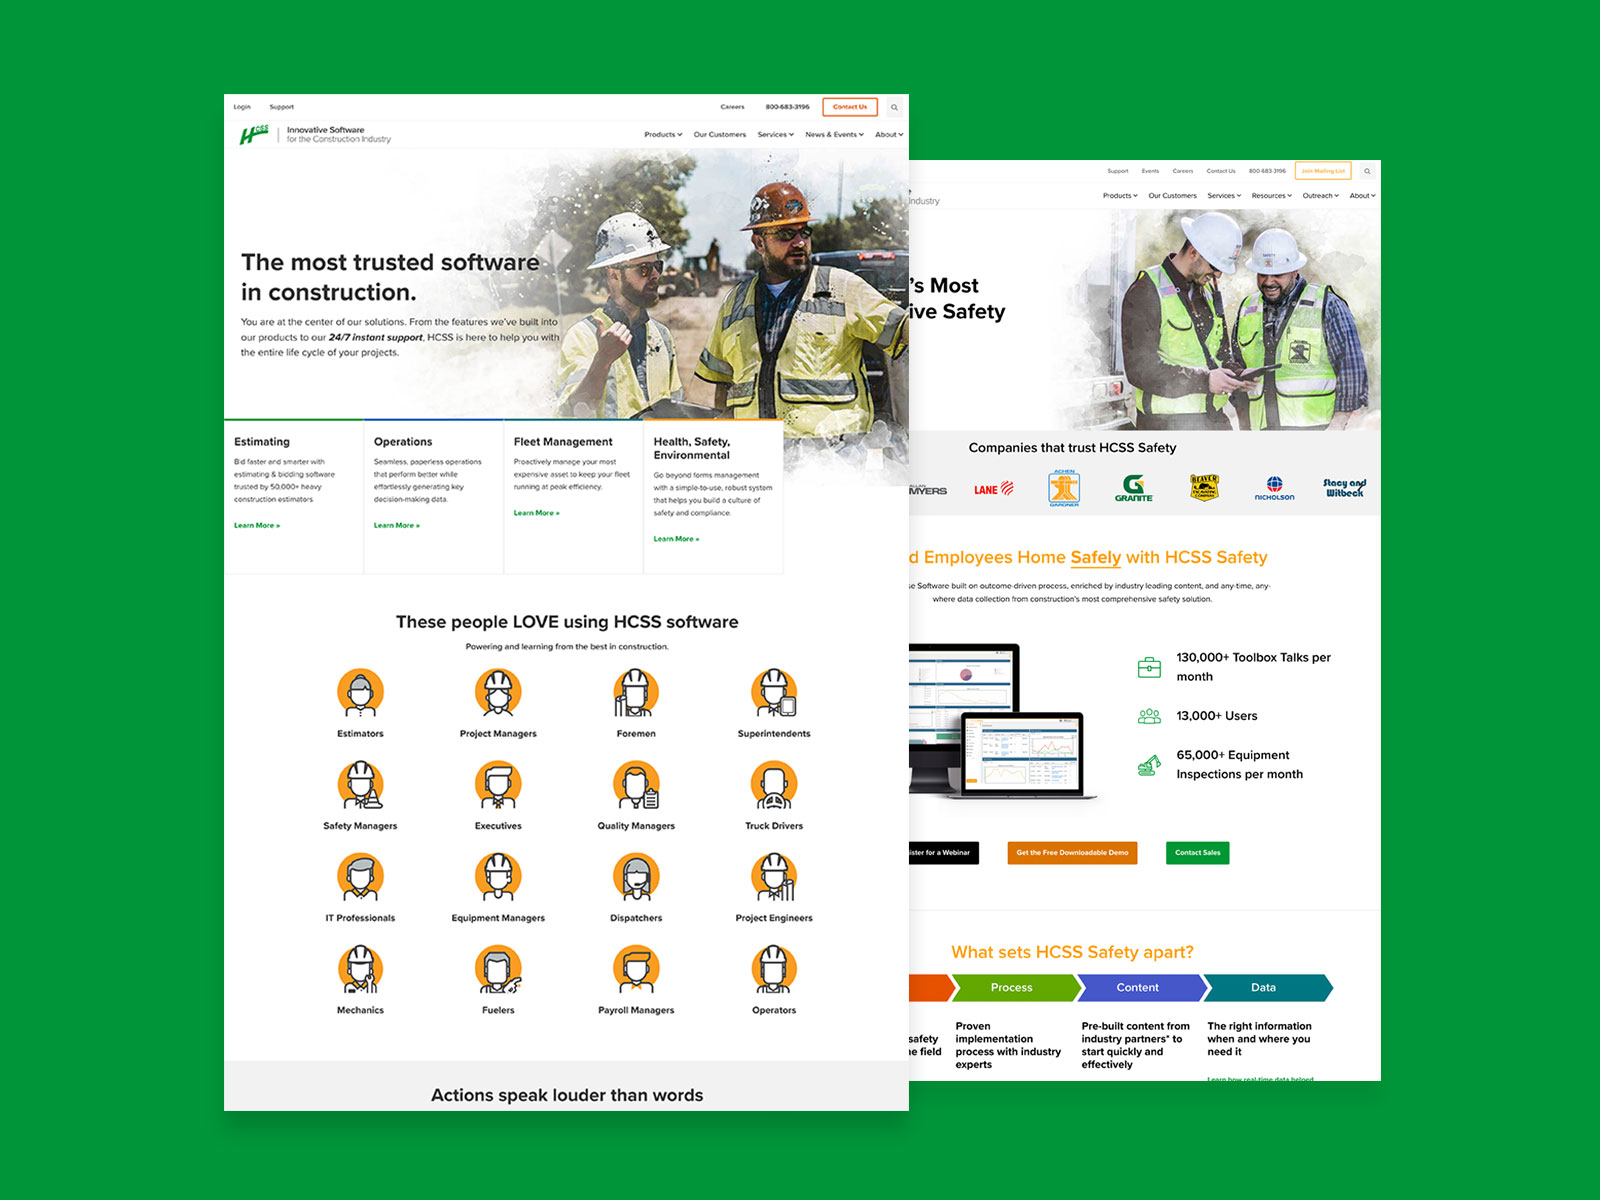 Login Support Careers 800-683-3196 Contact Us
HCSS Innovative Software
for the Construction Industry
Products Our Customers Services News & Events About
The most trusted software
in construction.
You are at the center of our solutions. From the features we've built into
our products to our 24/7 instant support, HCSS is here to help you with
the entire life cycle of your projects.
Estimating
Bid faster and smarter with
estimating & bidding software
trusted by 50,000+ heavy
construction estimators
Learn More »
Operations
Seamless, paperless operations
that perform better while
effortlessly generating key
decision-making data.
Learn More »
Fleet Management
Proactively manage your most
expensive asset to keep your fleet
running at peak efficiency.
Learn More »
Health, Safety,
Environmental
Go beyond forms management
with a simple-to-use, robust system
that helps you build a culture of
safety and compliance.
Learn More »
These people LOVE using HCSS software
Powering and learning from the best in construction.
Estimators
Project Managers
Foremen
Superintendents
Safety Managers
Executives
Quality Managers
Truck Drivers
IT Professionals
Equipment Managers
Dispatchers
Project Engineers
Mechanics
Fuelers
Payroll Managers
Operators
Actions speak louder than words
Support Events Careers Contact Us 800-683-3196 Join Mailing List
Industry
Products Our Customers Services Resources Outreach About
's Most
ive Safety
Companies that trust HCSS Safety
MYERS
LANE
ACHEN
GARDNER
GRANITE
BEAVER
EXCAVATING
COMPANY
NICHOLSON
Stacy and
Witbeck
d Employees Home Safely with HCSS Safety
se Software built on outcome-driven process, enriched by industry leading content, and any-time, any-
where data collection from construction's most comprehensive safety solution.
130,000+ Toolbox Talks per
month
13,000+ Users
65,000+ Equipment
Inspections per month
ister for a Webinar
Get the Free Downloadable Demo
Contact Sales
What sets HCSS Safety apart?
Process
Content
Data
safety
e field
Proven
implementation
process with industry
experts
Pre-built content from
industry partners* to
start quickly and
effectively
The right information
when and where you
need it
Learn how real-time data helped